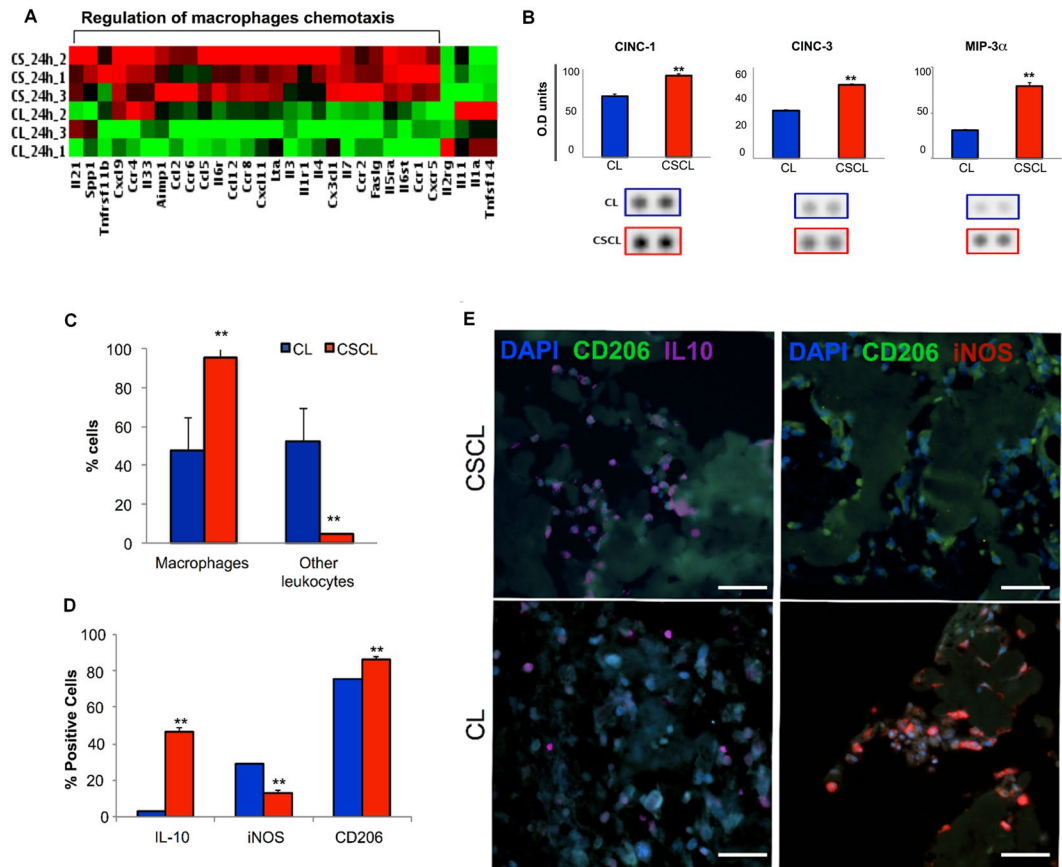 A
Regulation of macrophages chemotaxis
CS_24h_2
CS_24h_1
CS_24h_3
CL_24h_2
CL_24h_3
CL_24h_1
Il21
Spp1
Tnfrsf11b
Cxcl9
Ccr4
Il33
Aimp1
Ccl2
Ccr6
Cd5
Il6r
Ccl12
Ccr8
Cxcl11
Lta
Il3
Il1r1
Il4
Cx3cl1
Il7
Ccr2
Faslg
Il5ra
Il6st
Ccr1
Cxcr5
Il2rg
Il11
Il1a
Tnfsf14
B
CINC-1
CINC-3
MIP-3α
O.D units
100
50
0
**
CL
CSCL
80
60
40
20
0
**
CL
CSCL
100
50
0
**
CL
CSCL
CL
CSCL
C
% cells
100
80
60
40
20
0
**
CL
CSCL
**
Macrophages
Other
leukocytes
D
% Positive Cells
100
80
60
40
20
0
**
**
**
IL-10
iNOS
CD206
E
DAPI CD206 IL10
DAPI CD206 iNOS
CSCL
CL